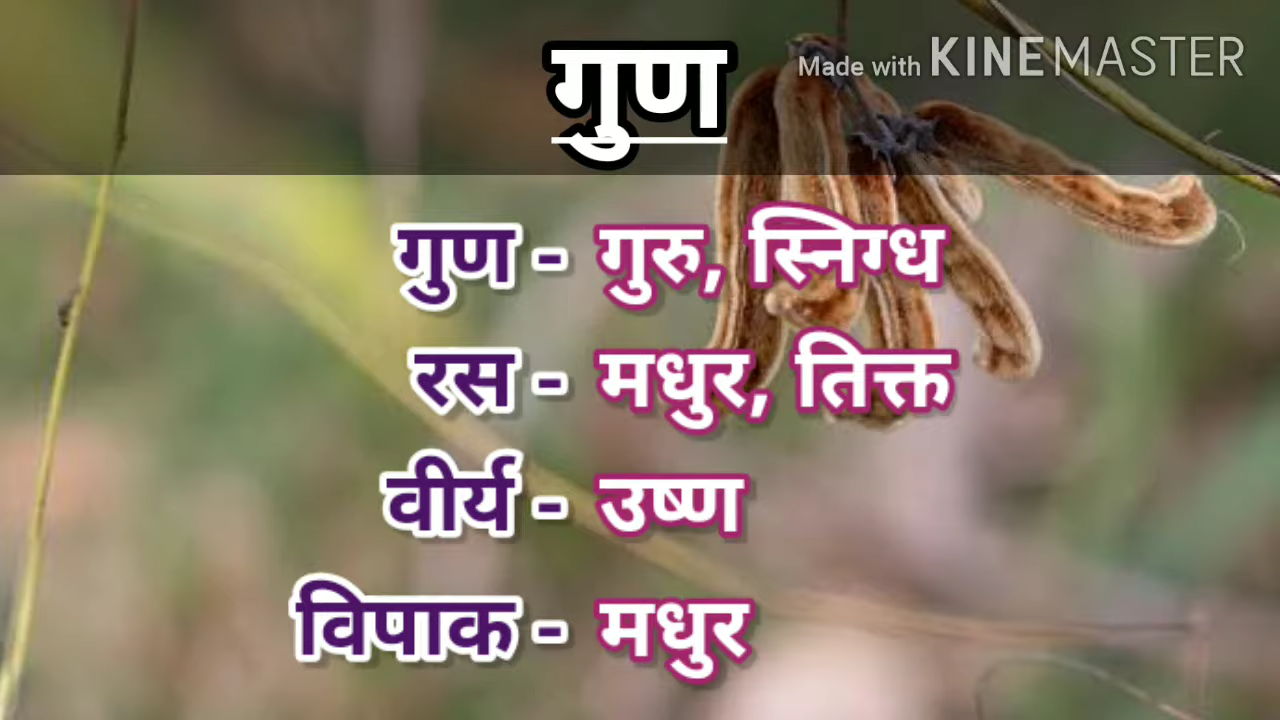 गुण
Made with KINEMASTER
गुण - गुरु, स्निग्ध
रस - मधुर, तिक्त
वीर्य - उष्ण
विपाक - मधुर